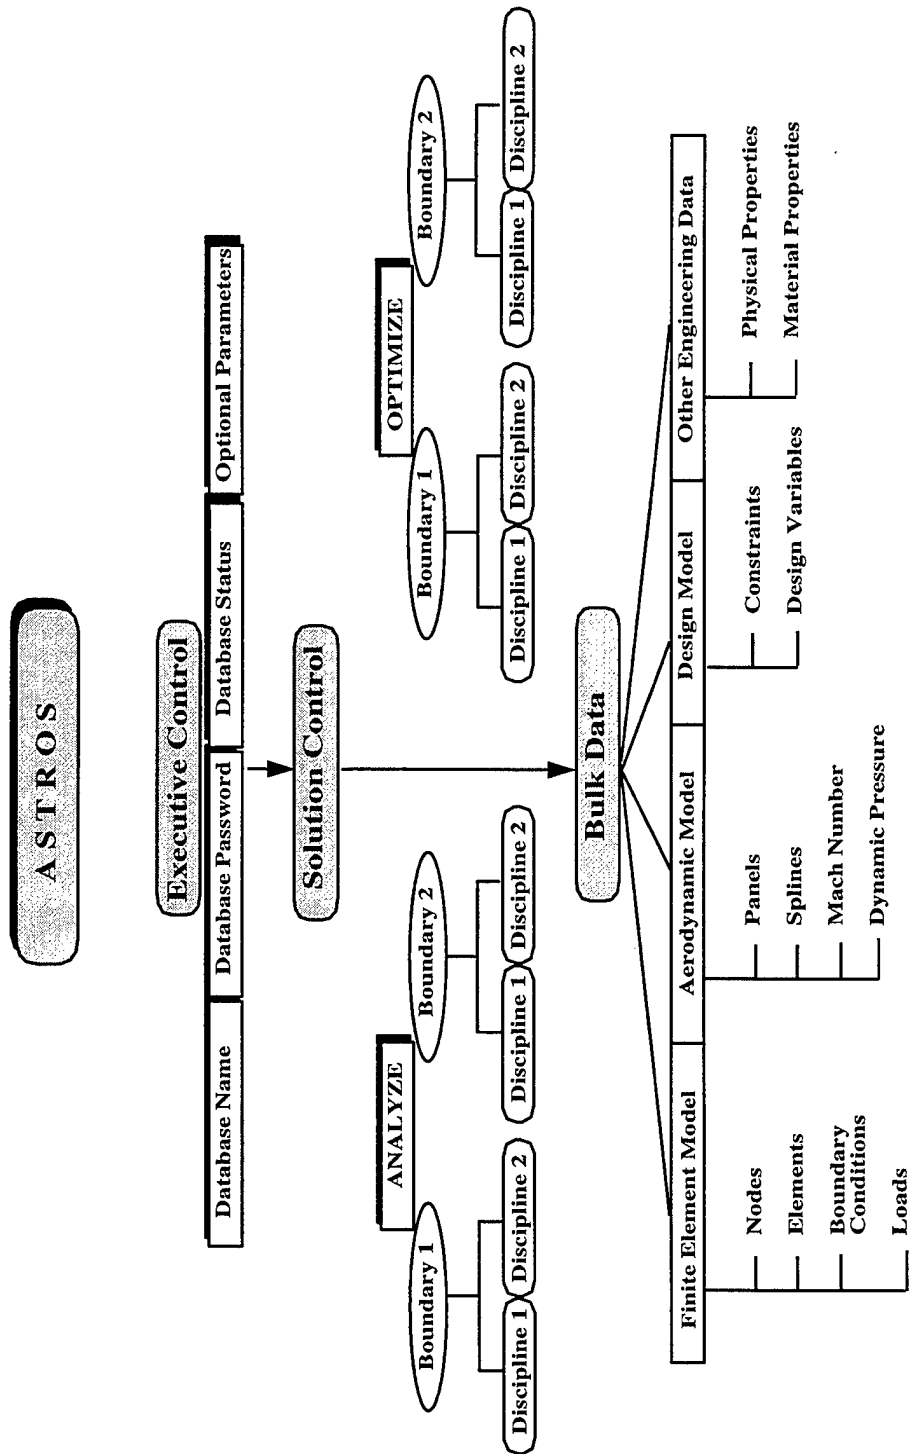 ASTROS
Executive Control
Database Name
Database Password
Database Status
Optional Parameters
Solution Control
ANALYZE
OPTIMIZE
Boundary 1
Boundary 2
Boundary 1
Boundary 2
Discipline 1
Discipline 2
Discipline 1
Discipline 2
Discipline 1
Discipline 2
Discipline 1
Discipline 2
Bulk Data
Finite Element Model
Aerodynamic Model
Design Model
Other Engineering Data
Nodes
Elements
Boundary
Conditions
Loads
Panels
Splines
Mach Number
Dynamic Pressure
Constraints
Design Variables
Physical Properties
Material Properties